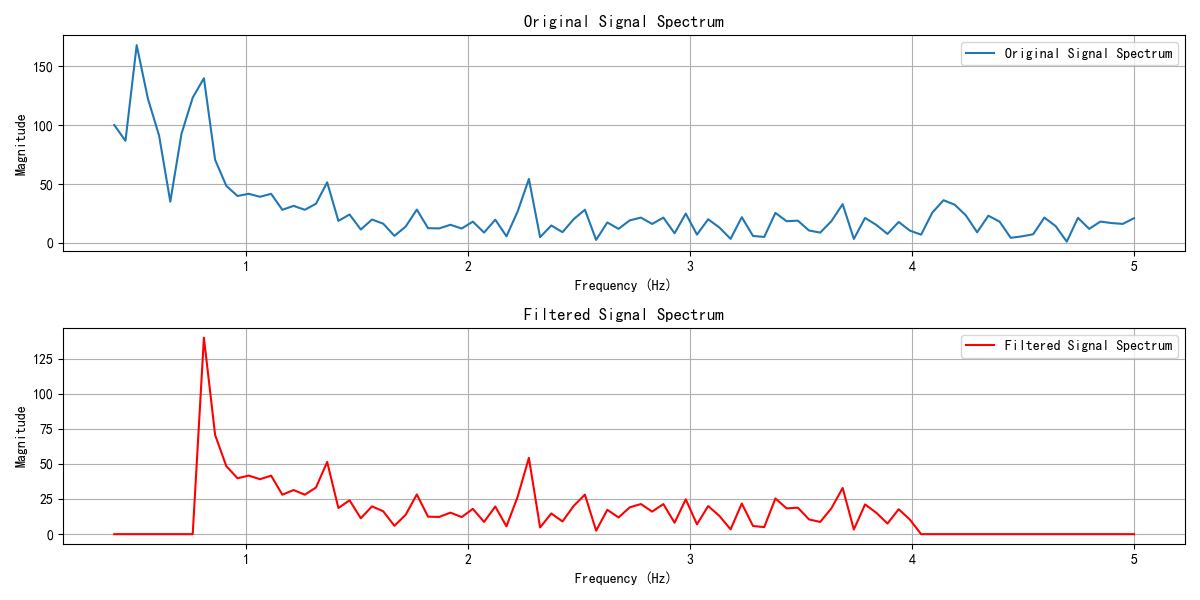 Original Signal Spectrum
Original Signal Spectrum
Magnitude
150
100
50
0
1 2 3 4 5
Frequency (Hz)
Filtered Signal Spectrum
Filtered Signal Spectrum
Magnitude
125
100
75
50
25
0
1 2 3 4 5
Frequency (Hz)